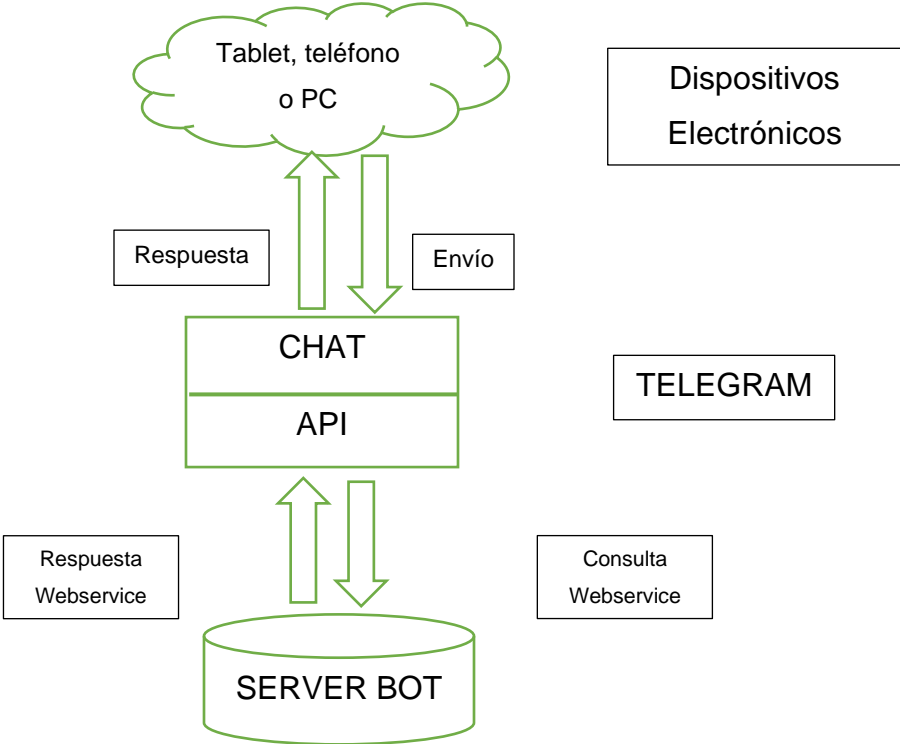 Tablet, teléfono
o PC
Dispositivos
Electrónicos
Respuesta
Envío
CHAT
API
TELEGRAM
Respuesta
Webservice
Consulta
Webservice
SERVER BOT